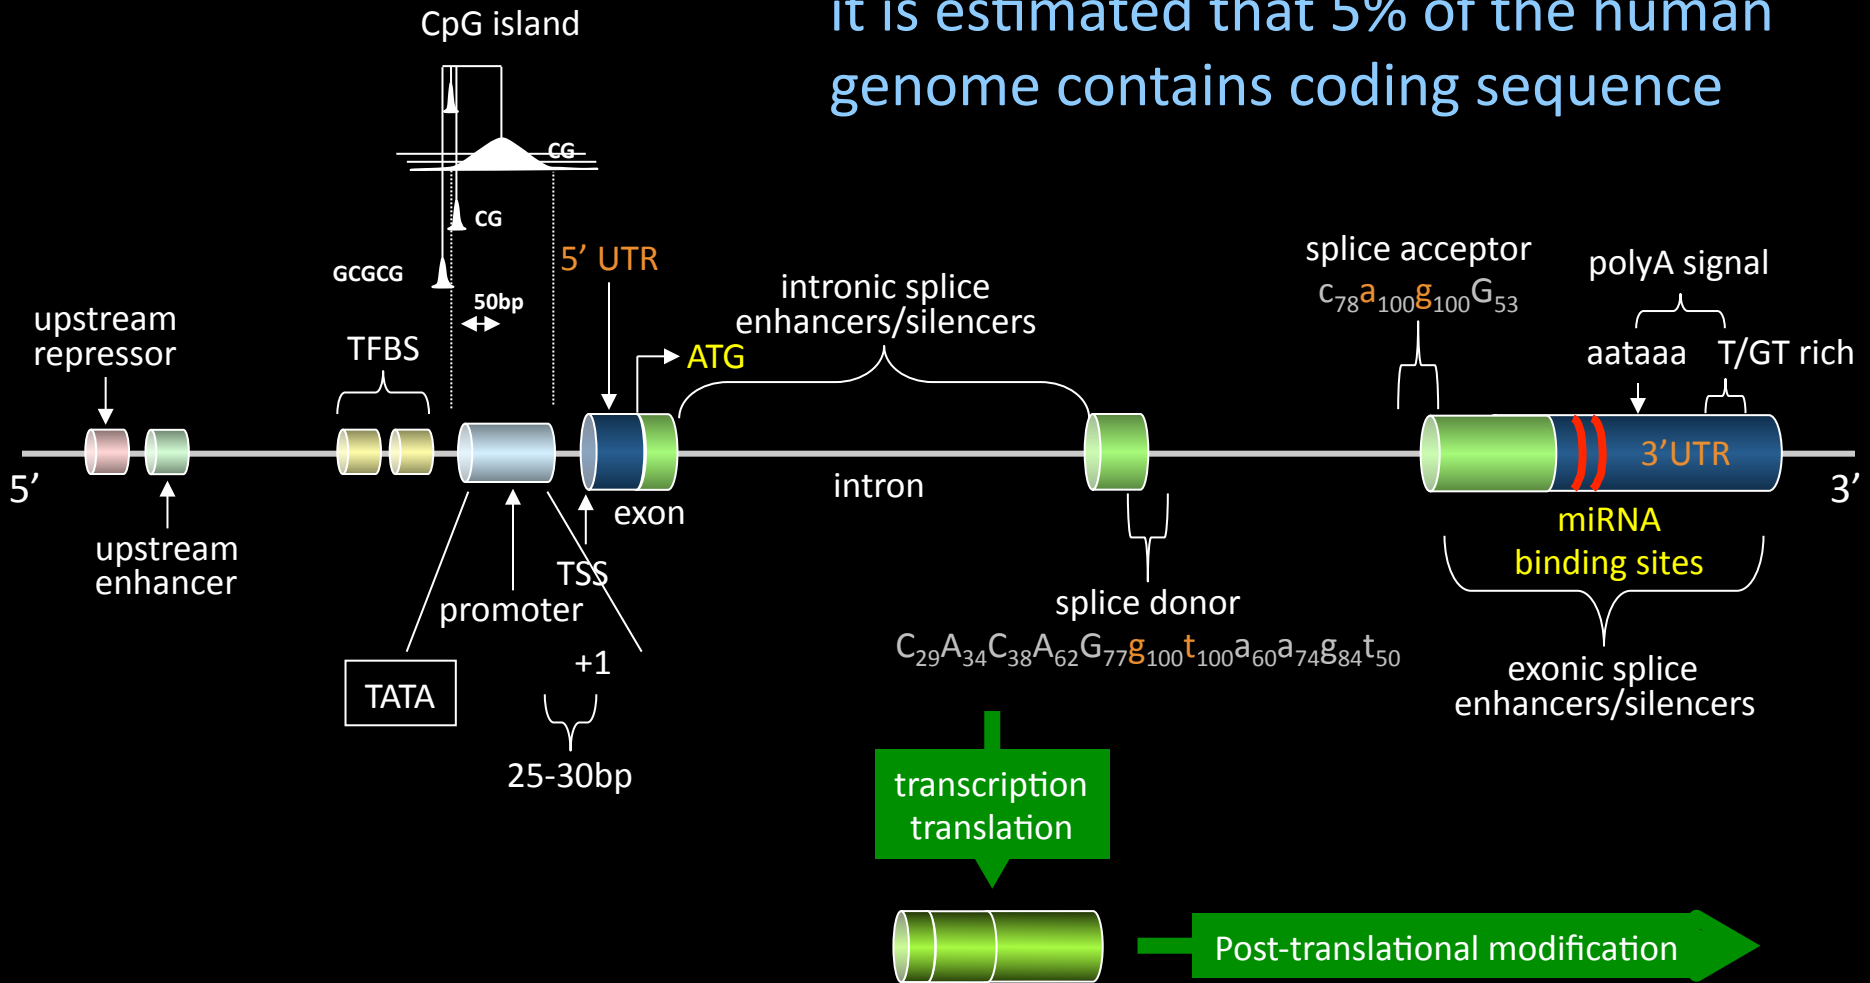 it is estimated that 5% of the human
genome contains coding sequence
CpG island
CG
CG
GCGCG
50bp
5’ UTR
upstream
repressor
TFBS
ATG
intronic splice
enhancers/silencers
splice acceptor
c78a100g100G53
polyA signal
aataaa
T/GT rich
5’
upstream
enhancer
promoter
TSS
exon
intron
3’UTR
3’
miRNA
binding sites
TATA
+1
25-30bp
splice donor
C29A34C38A62G77g100t100a60a74g84t50
exonic splice
enhancers/silencers
transcription
translation
Post-translational modification